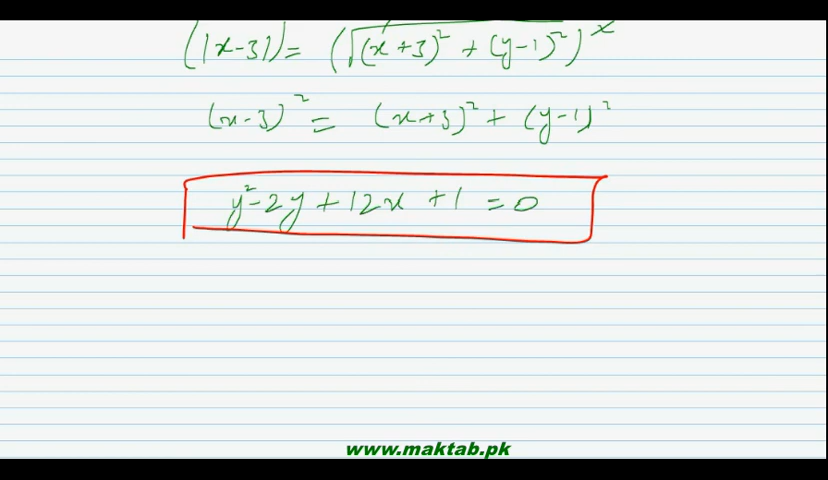 (|x-3|) = (√(x+3)² + (y-1)²)²
(x-3)² = (x+3)² + (y-1)²
y² - 2y + 12x + 1 = 0
www.maktab.pk